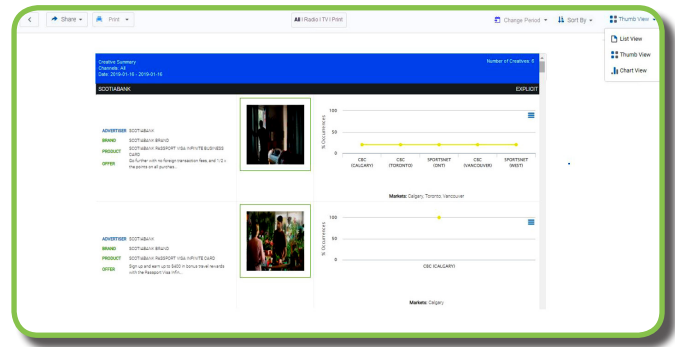 Share
Print
All I Radio I TV I Print
Change Period
Sort By
Thumb View
List View
Thumb View
Chart View
Creative Summary
Channels: All
Date: 2019-01-16 - 2019-01-16
Number of Creatives: 6
SCOTIABANK
EXPLICIT
ADVERTISER SCOTIABANK
BRAND SCOTIABANK BRAND
PRODUCT SCOTIABANK PASSPORT VISA INFINITE BUSINESS
CARD
OFFER Go further with no foreign transaction fees, and 1.2 x
the points on all purchas...
% Occurrences
100
50
0
CBC
(CALGARY)
CBC
(TORONTO)
SPORTSNET
(ONT)
CBC
(VANCOUVER)
SPORTSNET
(WEST)
Markets: Calgary, Toronto, Vancouver
ADVERTISER SCOTIABANK
BRAND SCOTIABANK BRAND
PRODUCT SCOTIABANK PASSPORT VISA INFINITE CARD
OFFER Sign up and earn up to $400 in bonus travel rewards
with the Passport Visa Infin...
% Occurrences
100
50
0
CBC (CALGARY)
Markets: Calgary